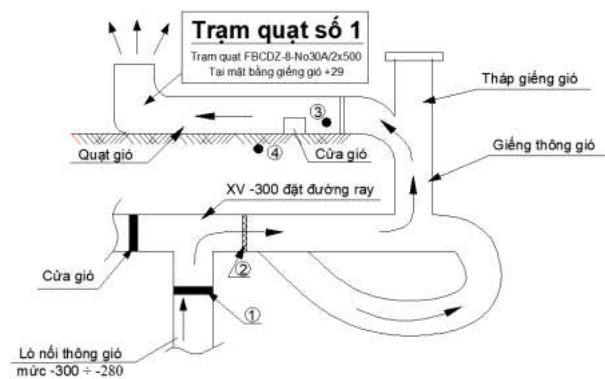 Trạm quạt số 1
Trạm quạt FBCDZ-8-No30A/2x500
Tại mặt bằng giếng gió +29
Tháp giếng gió
③
④
Quạt gió
Cửa gió
Giếng thông gió
XV -300 đặt đường ray
Cửa gió
②
①
Lò nối thông gió
mức -300 ÷ -280